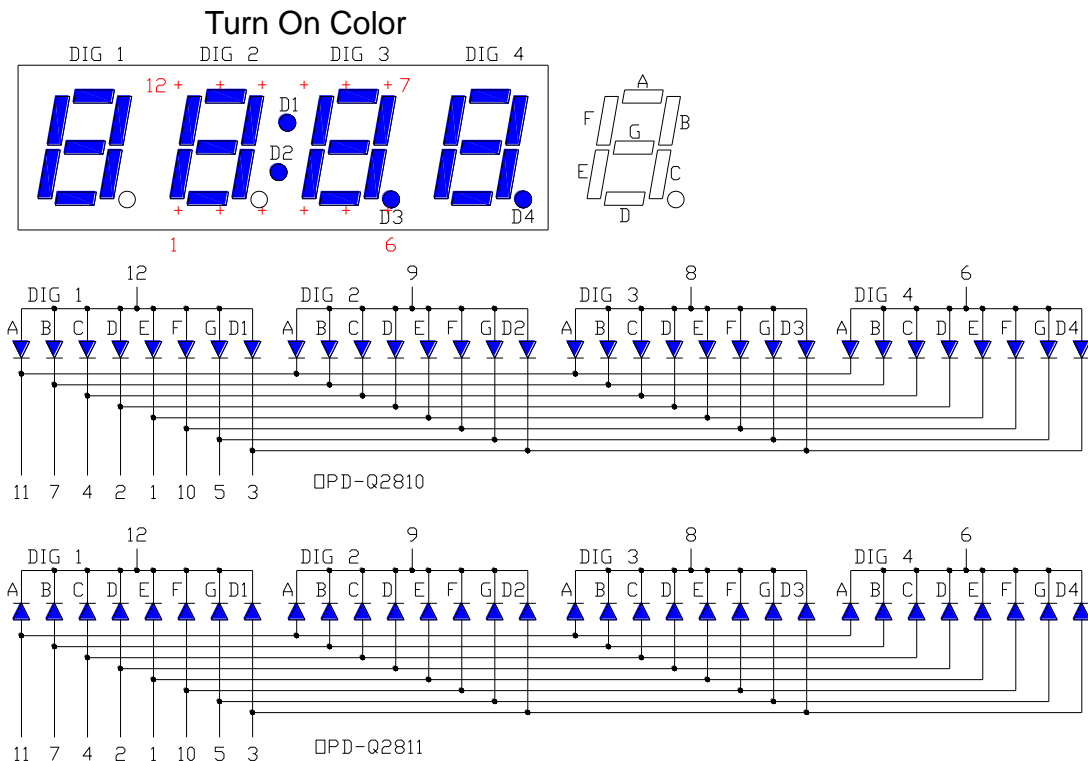 Turn On Color
DIG 1 DIG 2 DIG 3 DIG 4
12 + + + + + + 7
D1
D2
D3 D4
+ + + + + +
1 6
A
F B
G
E C
D
12 9 8 6
DIG 1 DIG 2 DIG 3 DIG 4
A B C D E F G D1 A B C D E F G D2 A B C D E F G D3 A B C D E F G D4
11 7 4 2 1 10 5 3
OPD-Q2810
12 9 8 6
DIG 1 DIG 2 DIG 3 DIG 4
A B C D E F G D1 A B C D E F G D2 A B C D E F G D3 A B C D E F G D4
11 7 4 2 1 10 5 3
OPD-Q2811